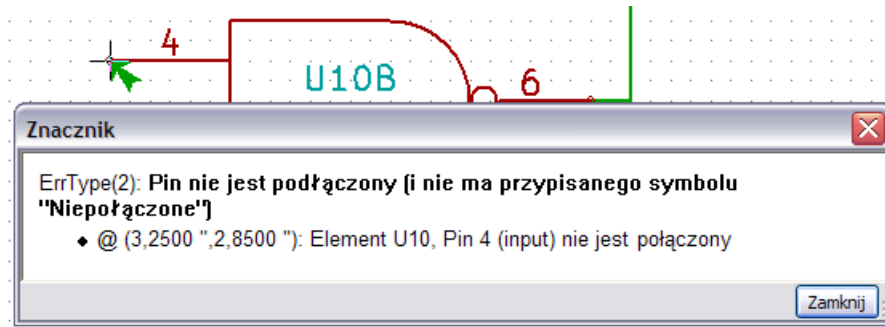 4
U10B
6
Znacznik
ErrType(2): Pin nie jest podłączony (i nie ma przypisanego symbolu
"Niepołączone")
@ (3,2500 ",2,8500 "): Element U10, Pin 4 (input) nie jest połączony
Zamknij